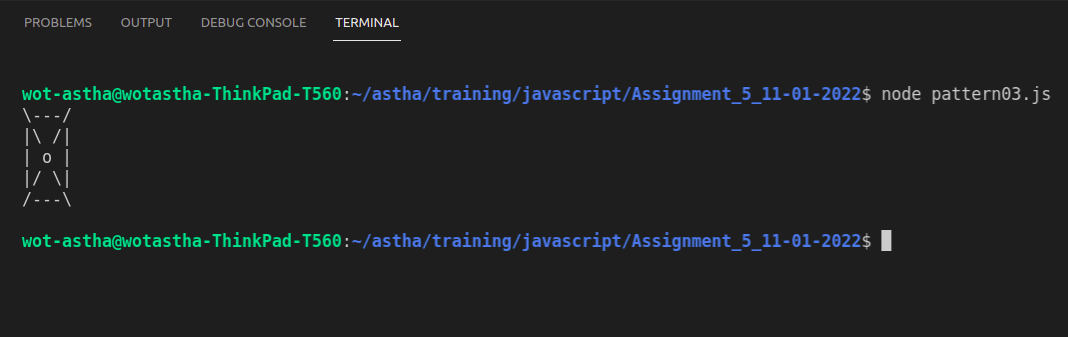 PROBLEMS OUTPUT DEBUG CONSOLE TERMINAL
wot-astha@wotastha-ThinkPad-T560:~/astha/training/javascript/Assignment_5_11-01-2022$ node pattern03.js
\---/
|\ /|
| o |
|/ \|
/---\
wot-astha@wotastha-ThinkPad-T560:~/astha/training/javascript/Assignment_5_11-01-2022$